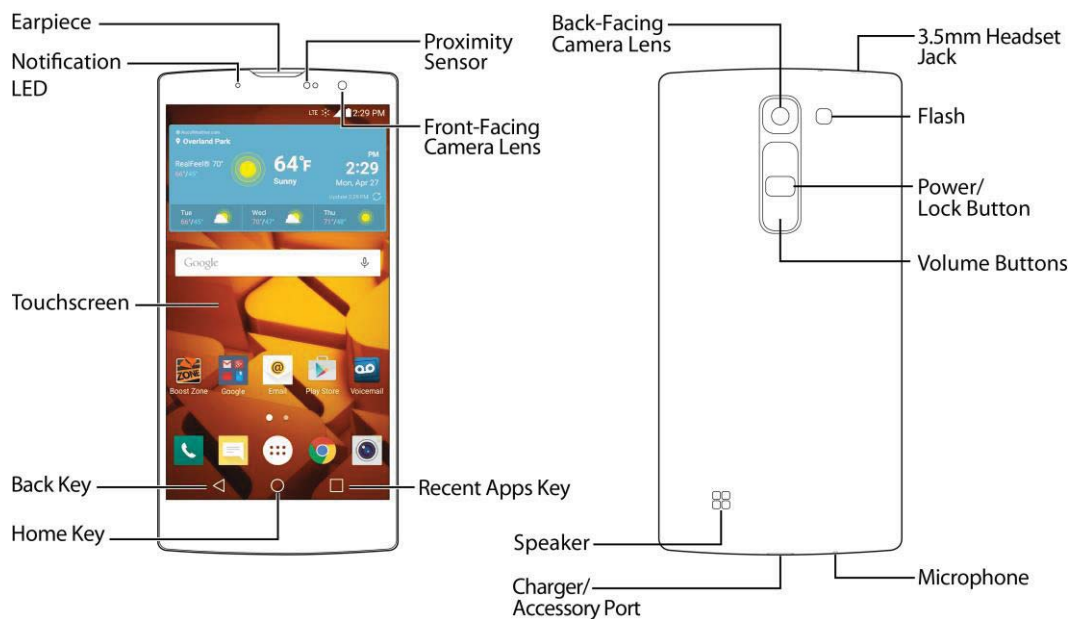 Earpiece
Notification
LED
Proximity
Sensor
Front-Facing
Camera Lens
LTE 2:29 PM
Overland Park
RealFeel® 70°
64°F
Sunny
PM
2:29
Mon, Apr 27
Tue
Wed
Thu
Google
Touchscreen
ZONE
Boost Zone
Google
Email
Play Store
Voicemail
Back Key
Recent Apps Key
Home Key
Back-Facing
Camera Lens
3.5mm Headset
Jack
Flash
Power/
Lock Button
Volume Buttons
Speaker
Charger/
Accessory Port
Microphone